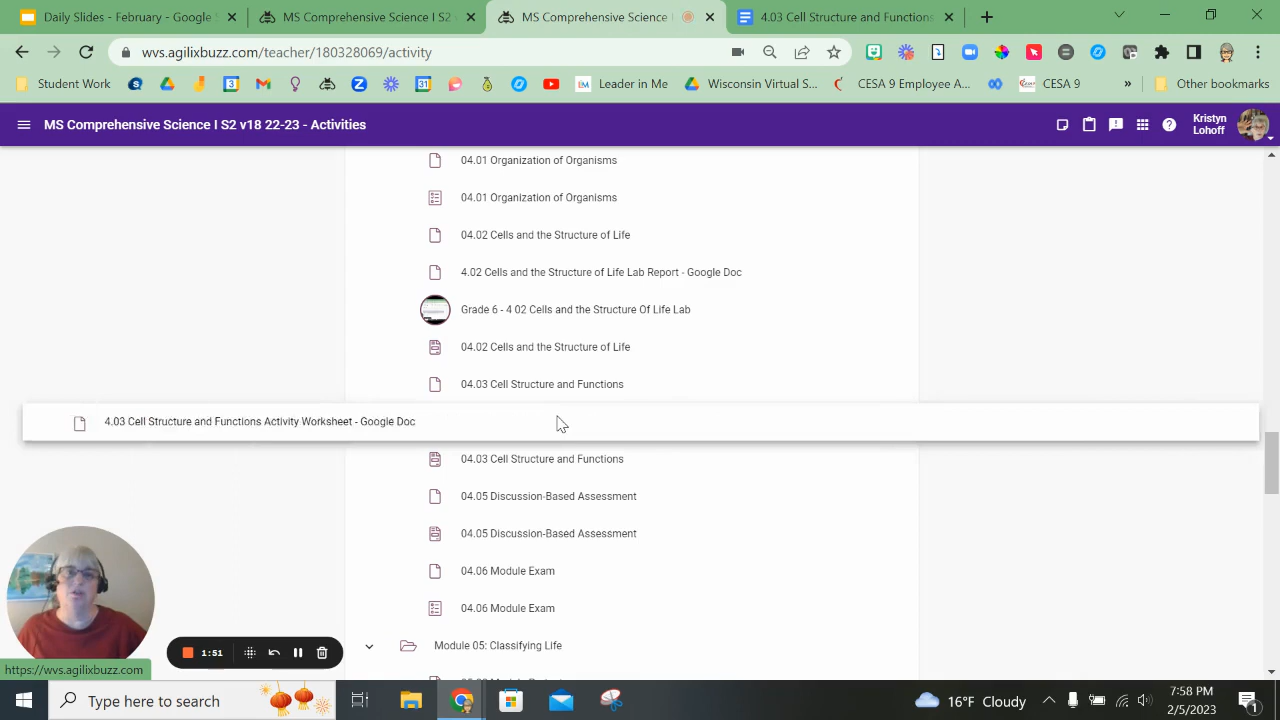 Daily Slides - February - Google
MS Comprehensive Science I S2 v
MS Comprehensive Science I
4.03 Cell Structure and Functions
wvs.agilixbuzz.com/teacher/180328069/activity
Student Work
31
Leader in Me
Wisconsin Virtual S...
CESA 9 Employee A...
CESA 9
»
Other bookmarks
MS Comprehensive Science I S2 v18 22-23 - Activities
Kristyn
Lohoff
04.01 Organization of Organisms
04.01 Organization of Organisms
04.02 Cells and the Structure of Life
4.02 Cells and the Structure of Life Lab Report - Google Doc
Grade 6 - 4 02 Cells and the Structure Of Life Lab
04.02 Cells and the Structure of Life
04.03 Cell Structure and Functions
4.03 Cell Structure and Functions Activity Worksheet - Google Doc
04.03 Cell Structure and Functions
04.05 Discussion-Based Assessment
04.05 Discussion-Based Assessment
04.06 Module Exam
04.06 Module Exam
Module 05: Classifying Life
1:51
https://wvs.agilixbuzz.com
Type here to search
16°F Cloudy
7:58 PM
2/5/2023
1